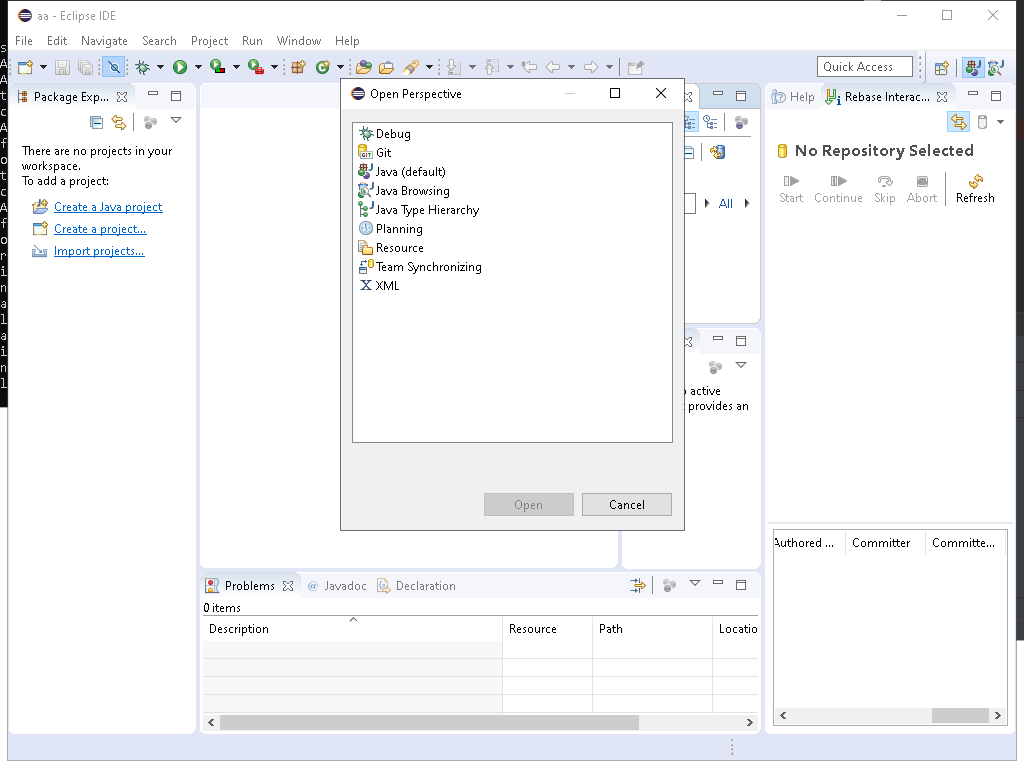 aa - Eclipse IDE
File Edit Navigate Search Project Run Window Help
Quick Access
Package Exp...
There are no projects in your
workspace.
To add a project:
Create a Java project
Create a project...
Import projects...
Open Perspective
Debug
Git
GIT
Java (default)
Java Browsing
Java Type Hierarchy
Planning
Resource
Team Synchronizing
XML
Open Cancel
All
active
provides an
Help Rebase Interac...
No Repository Selected
Start Continue Skip Abort Refresh
Authored ... Committer Committe...
Problems @ Javadoc Declaration
0 items
Description Resource Path Locatio